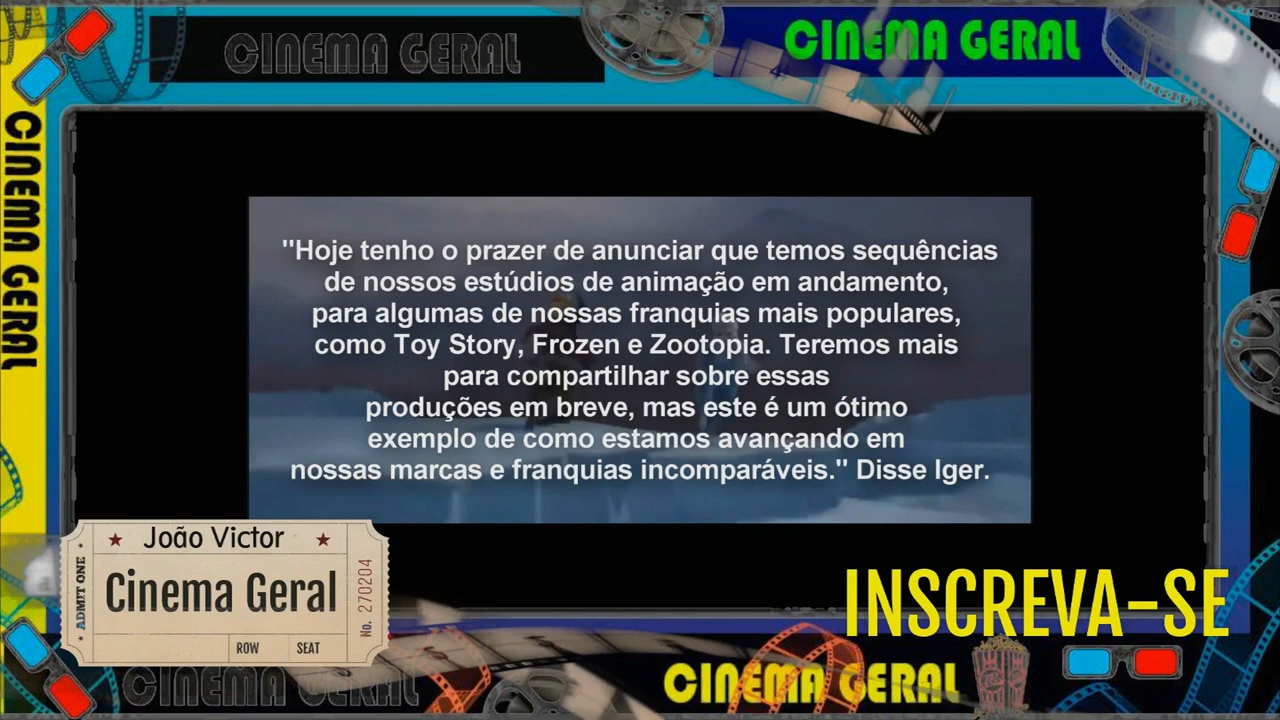 CINEMA GERAL
CINEMA GERAL
CINEMA GERAL
"Hoje tenho o prazer de anunciar que temos sequências
de nossos estúdios de animação em andamento,
para algumas de nossas franquias mais populares,
como Toy Story, Frozen e Zootopia. Teremos mais
para compartilhar sobre essas
produções em breve, mas este é um ótimo
exemplo de como estamos avançando em
nossas marcas e franquias incomparáveis." Disse Iger.
João Victor
ADMIT ONE
Cinema Geral
No. 270204
ROW SEAT
INSCREVA-SE
CINEMA GERAL
CINEMA GERAL